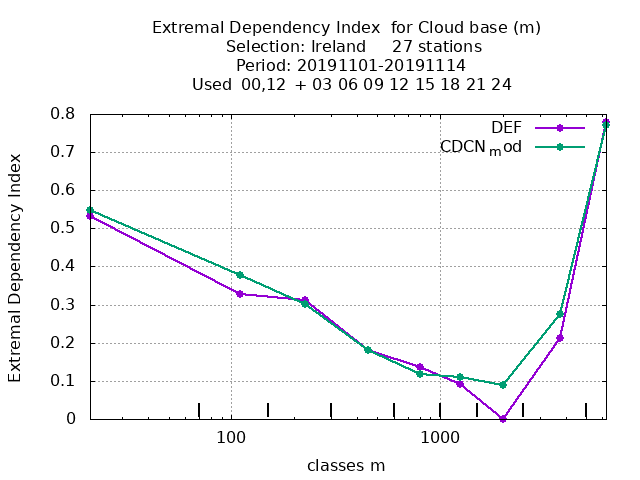 Extremal Dependency Index  for Cloud base (m)
Selection: Ireland     27 stations
Period: 20191101-20191114
Used  00,12  + 03 06 09 12 15 18 21 24
DEF
CDCNmod
Extremal Dependency Index
0.8
0.7
0.6
0.5
0.4
0.3
0.2
0.1
0
100
1000
classes m